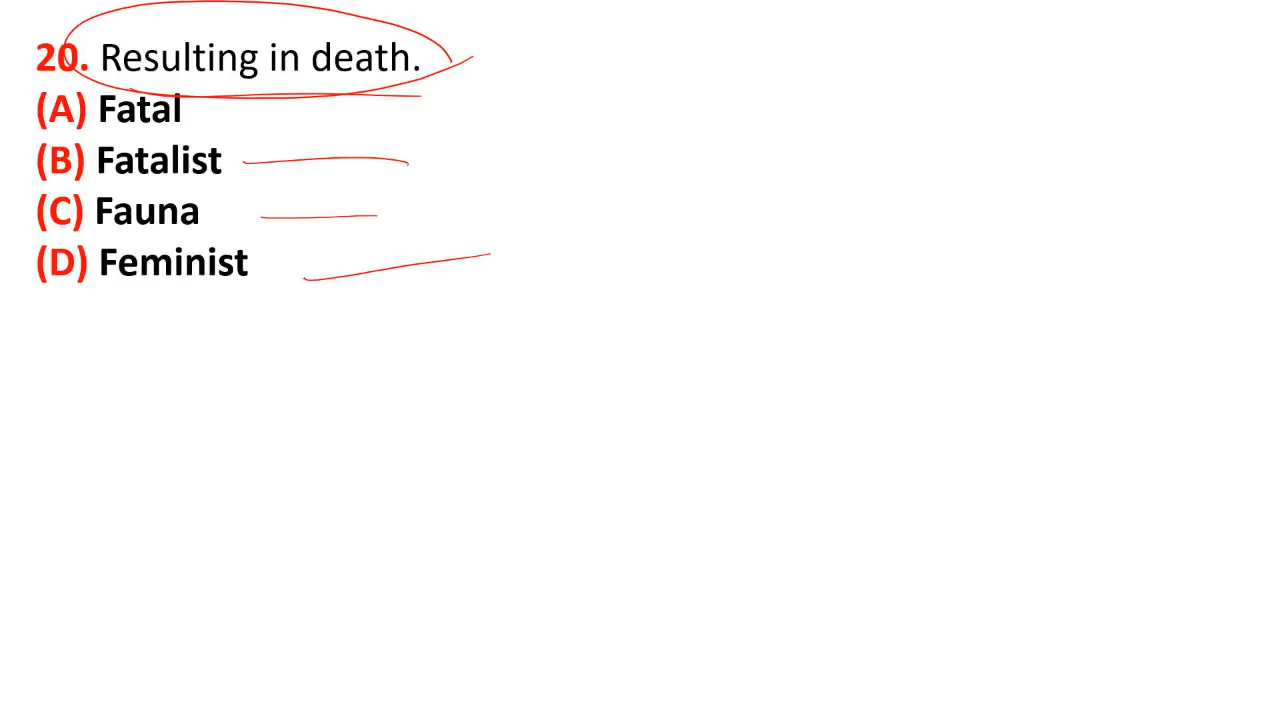 20. Resulting in death.
(A) Fatal
(B) Fatalist
(C) Fauna
(D) Feminist